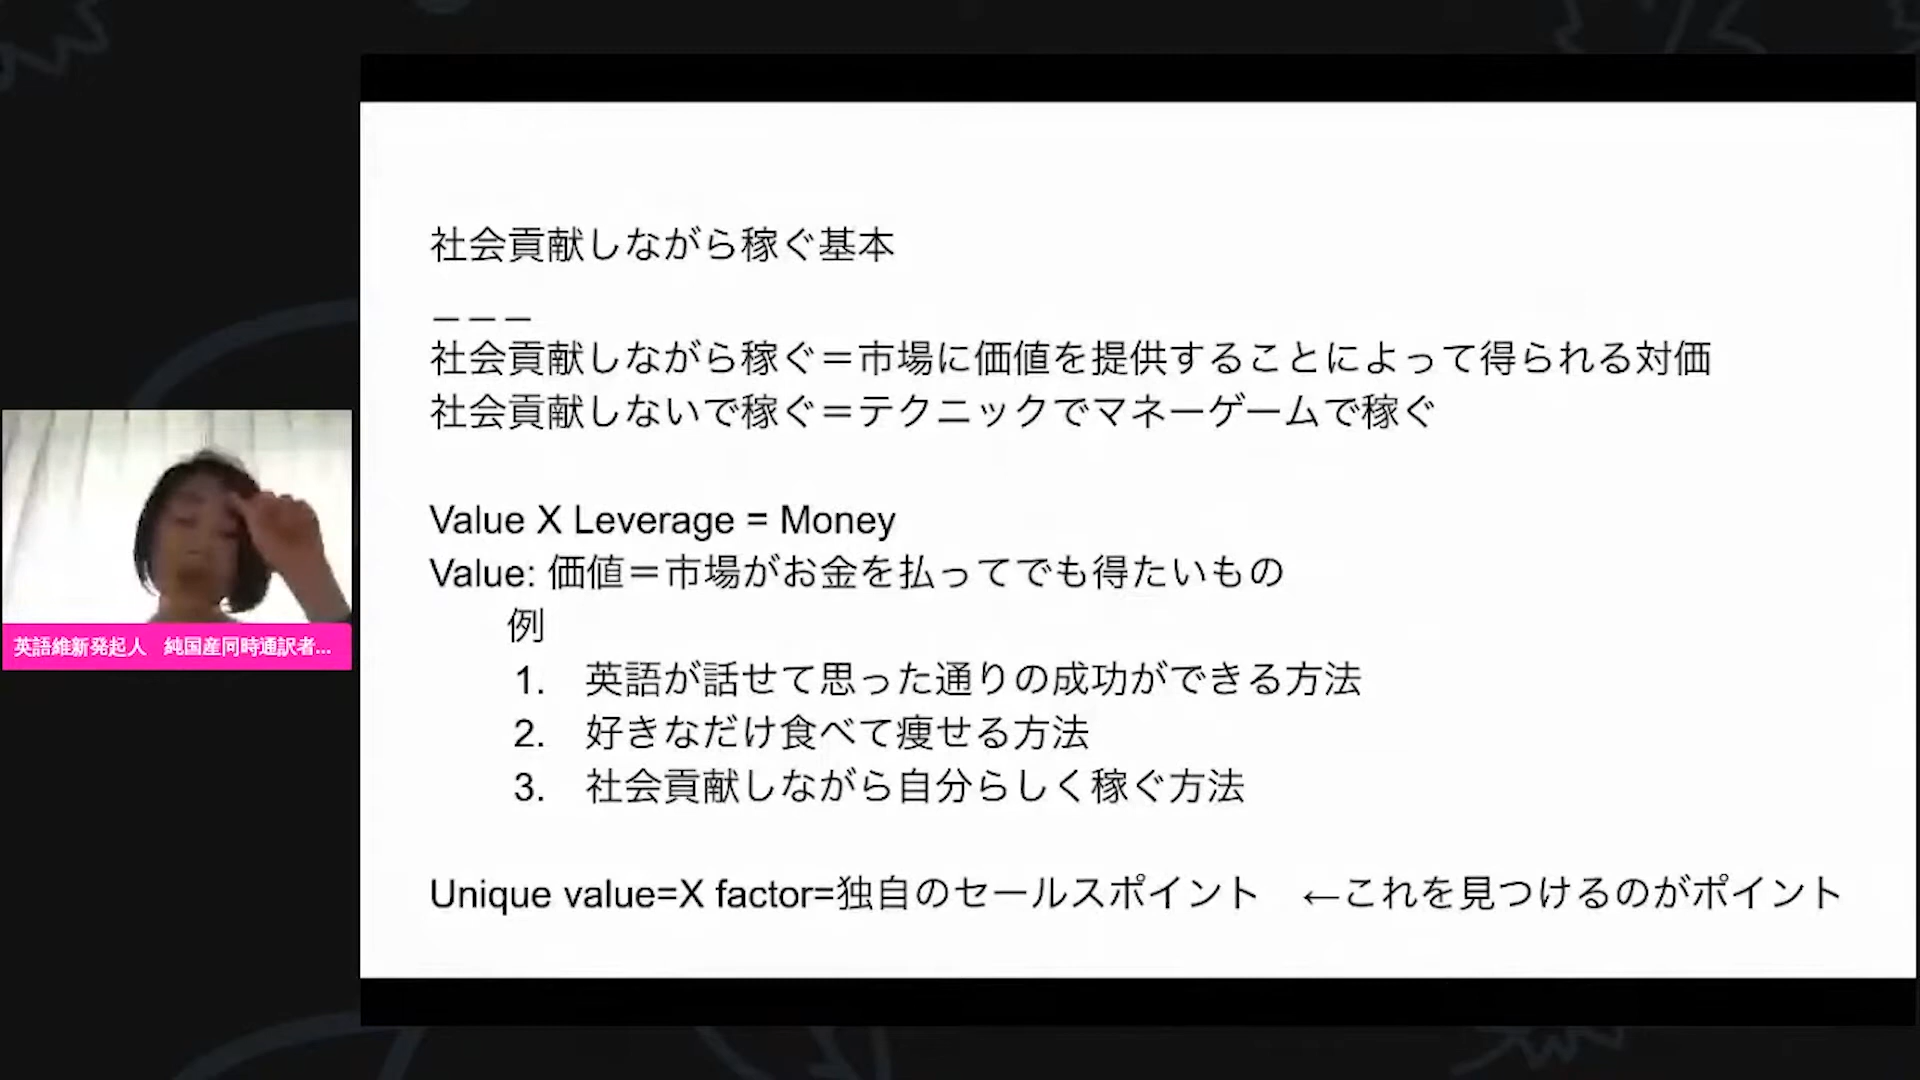 社会貢献しながら稼ぐ基本
＿＿＿
社会貢献しながら稼ぐ＝市場に価値を提供することによって得られる対価
社会貢献しないで稼ぐ＝テクニックでマネーゲームで稼ぐ
Value X Leverage = Money
Value: 価値＝市場がお金を払ってでも得たいもの
例
1. 英語が話せて思った通りの成功ができる方法
2. 好きなだけ食べて痩せる方法
3. 社会貢献しながら自分らしく稼ぐ方法
Unique value=X factor=独自のセールスポイント　←これを見つけるのがポイント
英語維新発起人　純国産同時通訳者...